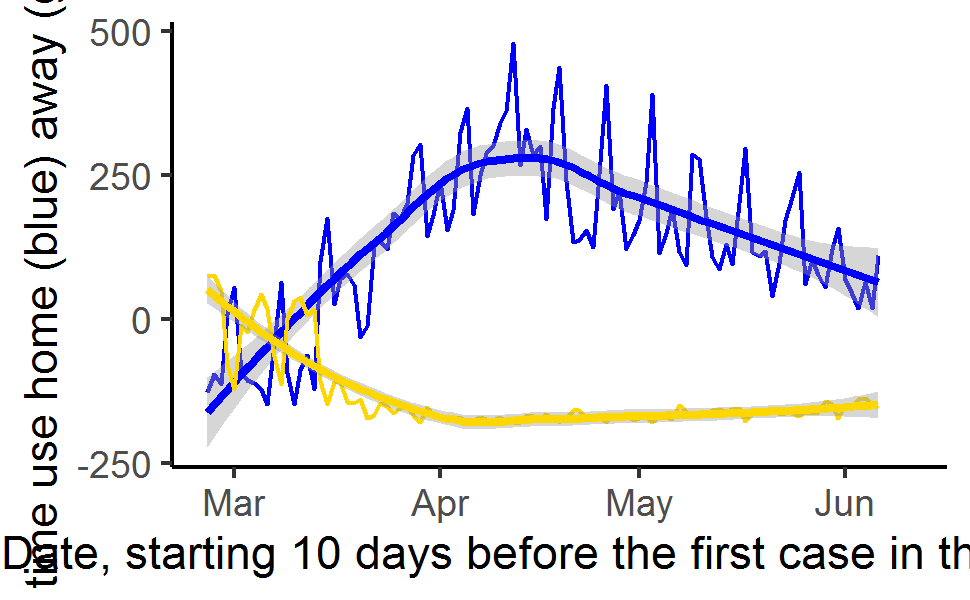 time use home (blue) away (
500
250
0
-250
Mar Apr May Jun
Date, starting 10 days before the first case in th